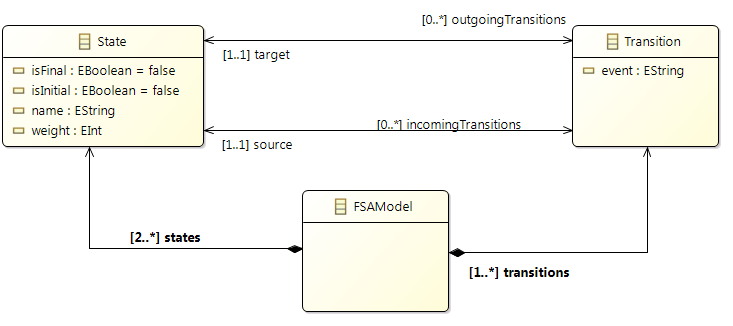 [0..*] outgoingTransitions
State
Transition
[1..1] target
isFinal : EBoolean = false
event : EString
isInitial : EBoolean = false
name : EString
weight : EInt
[0..*] incomingTransitions
[1..1] source
FSAModel
[2..*] states
[1..*] transitions